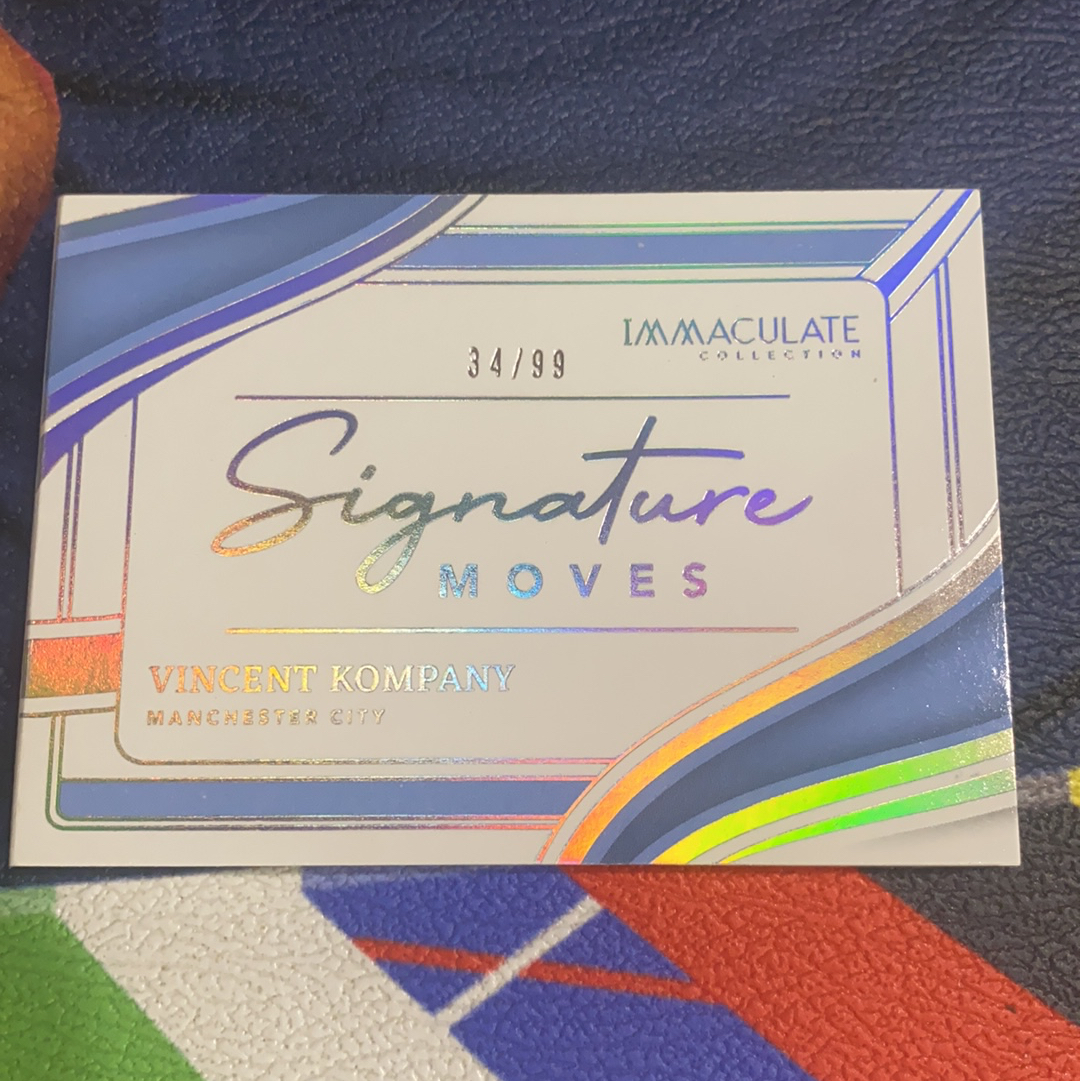 IMMACULATE
COLLECTION
34/99
Signature
MOVES
VINCENT KOMPANY
MANCHESTER CITY